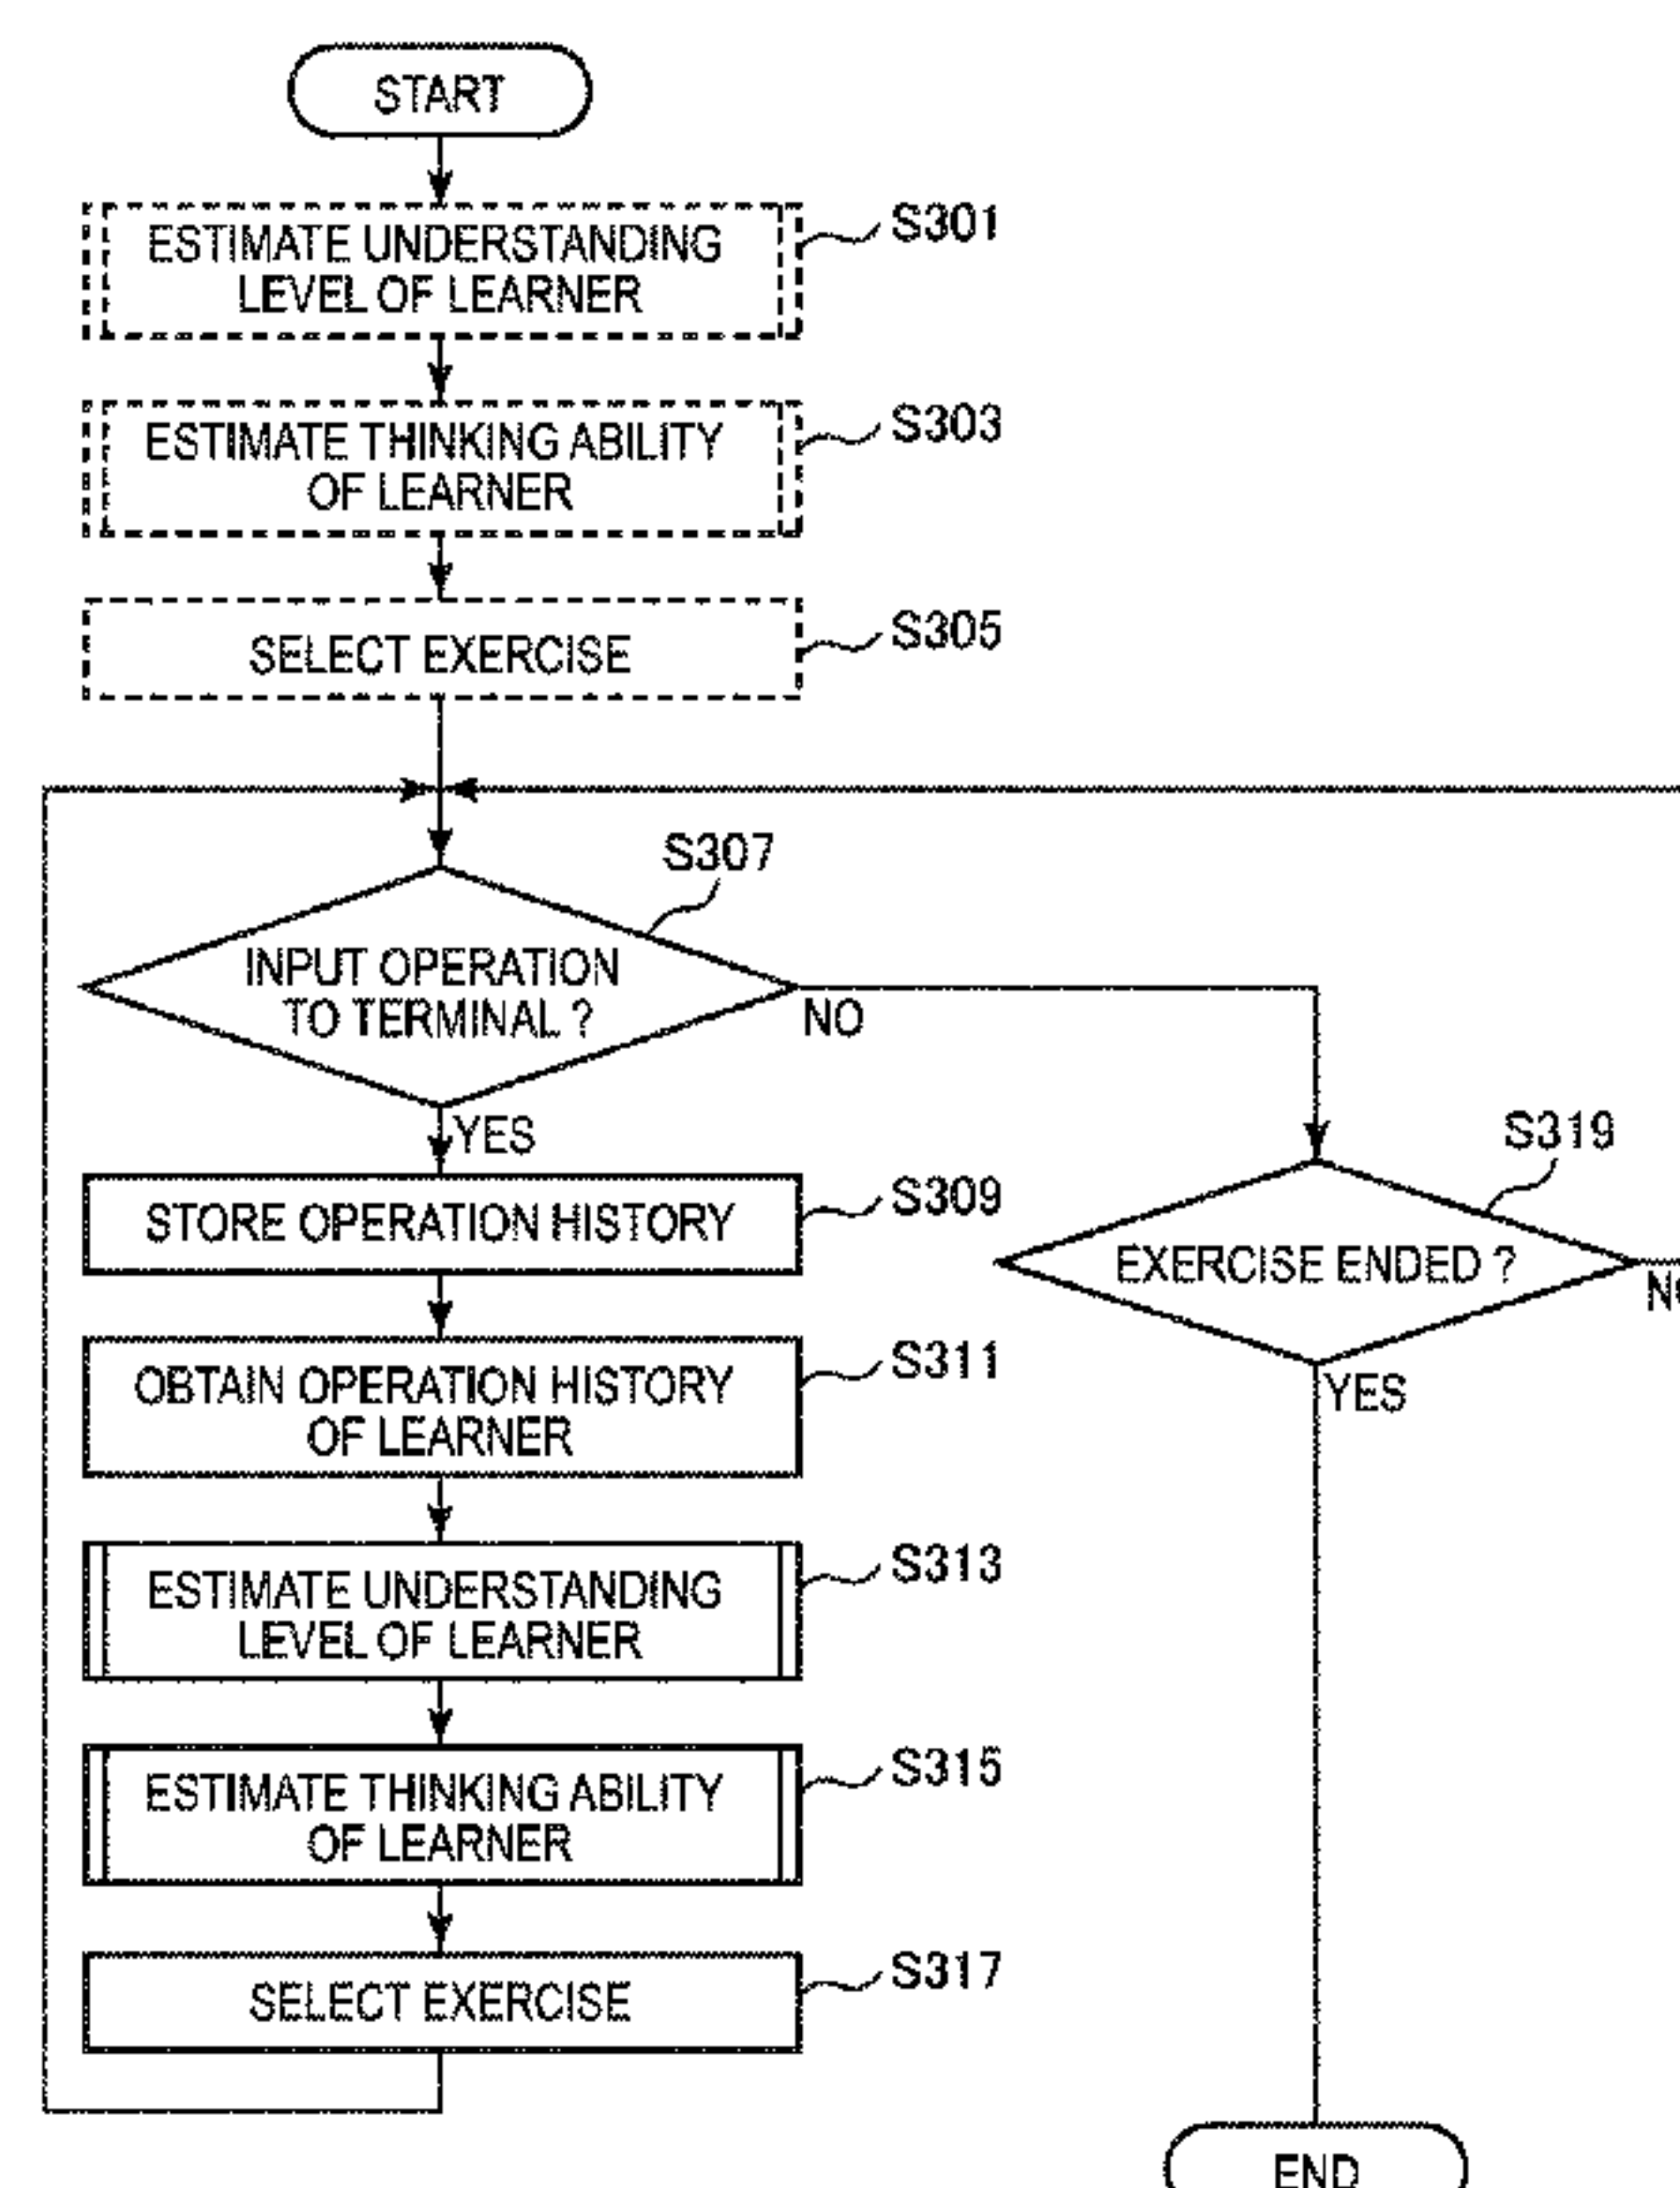 START
ESTIMATE UNDERSTANDING
LEVEL OF LEARNER
S301
ESTIMATE THINKING ABILITY
OF LEARNER
S303
SELECT EXERCISE
S305
S307
INPUT OPERATION
TO TERMINAL ?
NO
YES
STORE OPERATION HISTORY
S309
S319
EXERCISE ENDED ?
YES
OBTAIN OPERATION HISTORY
OF LEARNER
S311
ESTIMATE UNDERSTANDING
LEVEL OF LEARNER
S313
ESTIMATE THINKING ABILITY
OF LEARNER
S315
SELECT EXERCISE
S317
END